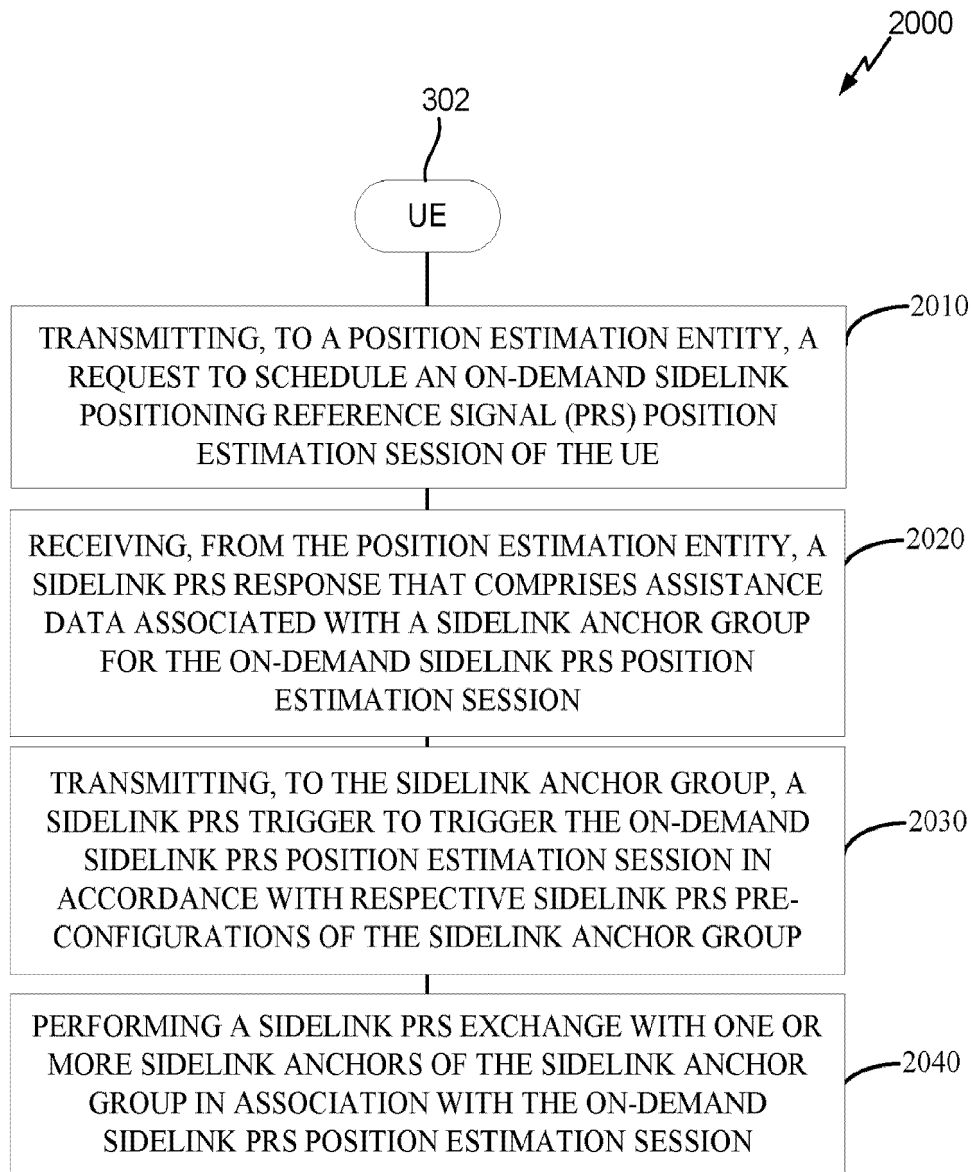 2000
302
UE
2010
TRANSMITTING, TO A POSITION ESTIMATION ENTITY, A
REQUEST TO SCHEDULE AN ON-DEMAND SIDELINK
POSITIONING REFERENCE SIGNAL (PRS) POSITION
ESTIMATION SESSION OF THE UE
2020
RECEIVING, FROM THE POSITION ESTIMATION ENTITY, A
SIDELINK PRS RESPONSE THAT COMPRISES ASSISTANCE
DATA ASSOCIATED WITH A SIDELINK ANCHOR GROUP
FOR THE ON-DEMAND SIDELINK PRS POSITION
ESTIMATION SESSION
2030
TRANSMITTING, TO THE SIDELINK ANCHOR GROUP, A
SIDELINK PRS TRIGGER TO TRIGGER THE ON-DEMAND
SIDELINK PRS POSITION ESTIMATION SESSION IN
ACCORDANCE WITH RESPECTIVE SIDELINK PRS PRE-
CONFIGURATIONS OF THE SIDELINK ANCHOR GROUP
2040
PERFORMING A SIDELINK PRS EXCHANGE WITH ONE OR
MORE SIDELINK ANCHORS OF THE SIDELINK ANCHOR
GROUP IN ASSOCIATION WITH THE ON-DEMAND
SIDELINK PRS POSITION ESTIMATION SESSION